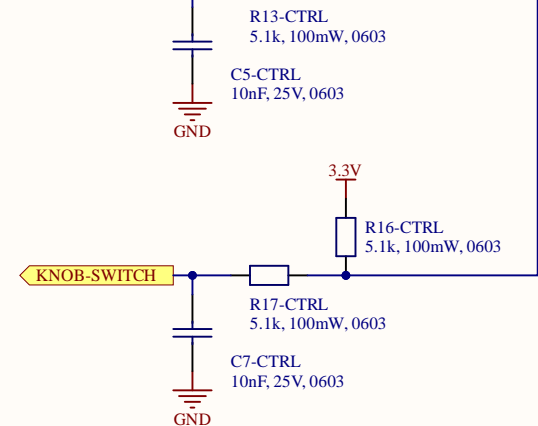 R13-CTRL
5.1k, 100mW, 0603
C5-CTRL
10nF, 25V, 0603
GND
3.3V
R16-CTRL
5.1k, 100mW, 0603
KNOB-SWITCH
R17-CTRL
5.1k, 100mW, 0603
C7-CTRL
10nF, 25V, 0603
GND